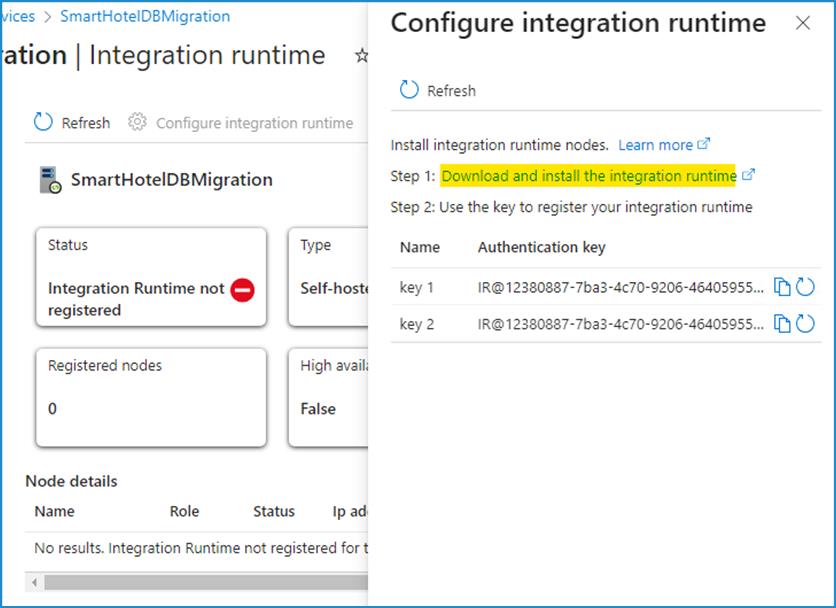 vices > SmartHotelDBMigration
ration | Integration runtime
Refresh Configure integration runtime
SmartHotelDBMigration
Status
Integration Runtime not
registered
Type
Self-hoste
Registered nodes
0
High availa
False
Node details
Name Role Status Ip ad
No results. Integration Runtime not registered for t
Configure integration runtime
Refresh
Install integration runtime nodes. Learn more
Step 1: Download and install the integration runtime
Step 2: Use the key to register your integration runtime
Name Authentication key
key 1 IR@12380887-7ba3-4c70-9206-46405955...
key 2 IR@12380887-7ba3-4c70-9206-46405955...